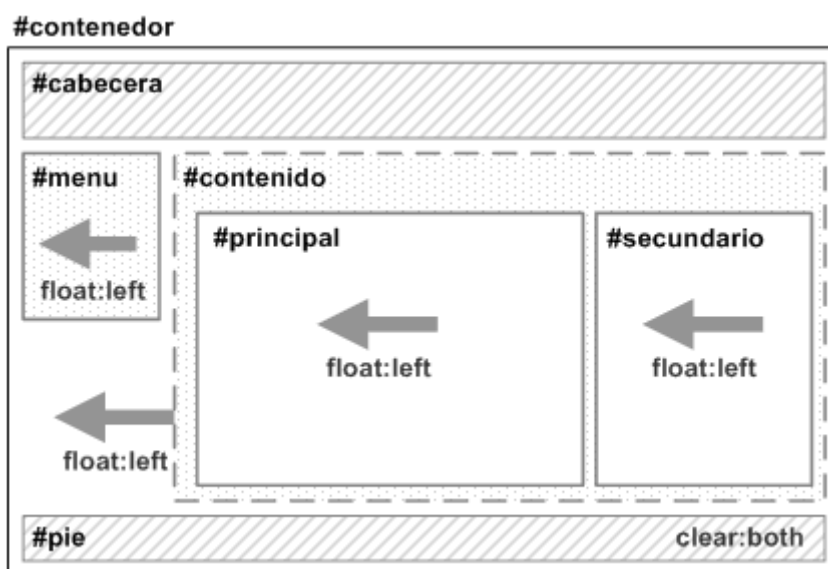 #contenedor
#cabecera
#menu
float:left
float:left
#contenido
#principal
float:left
#secundario
float:left
#pie
clear:both